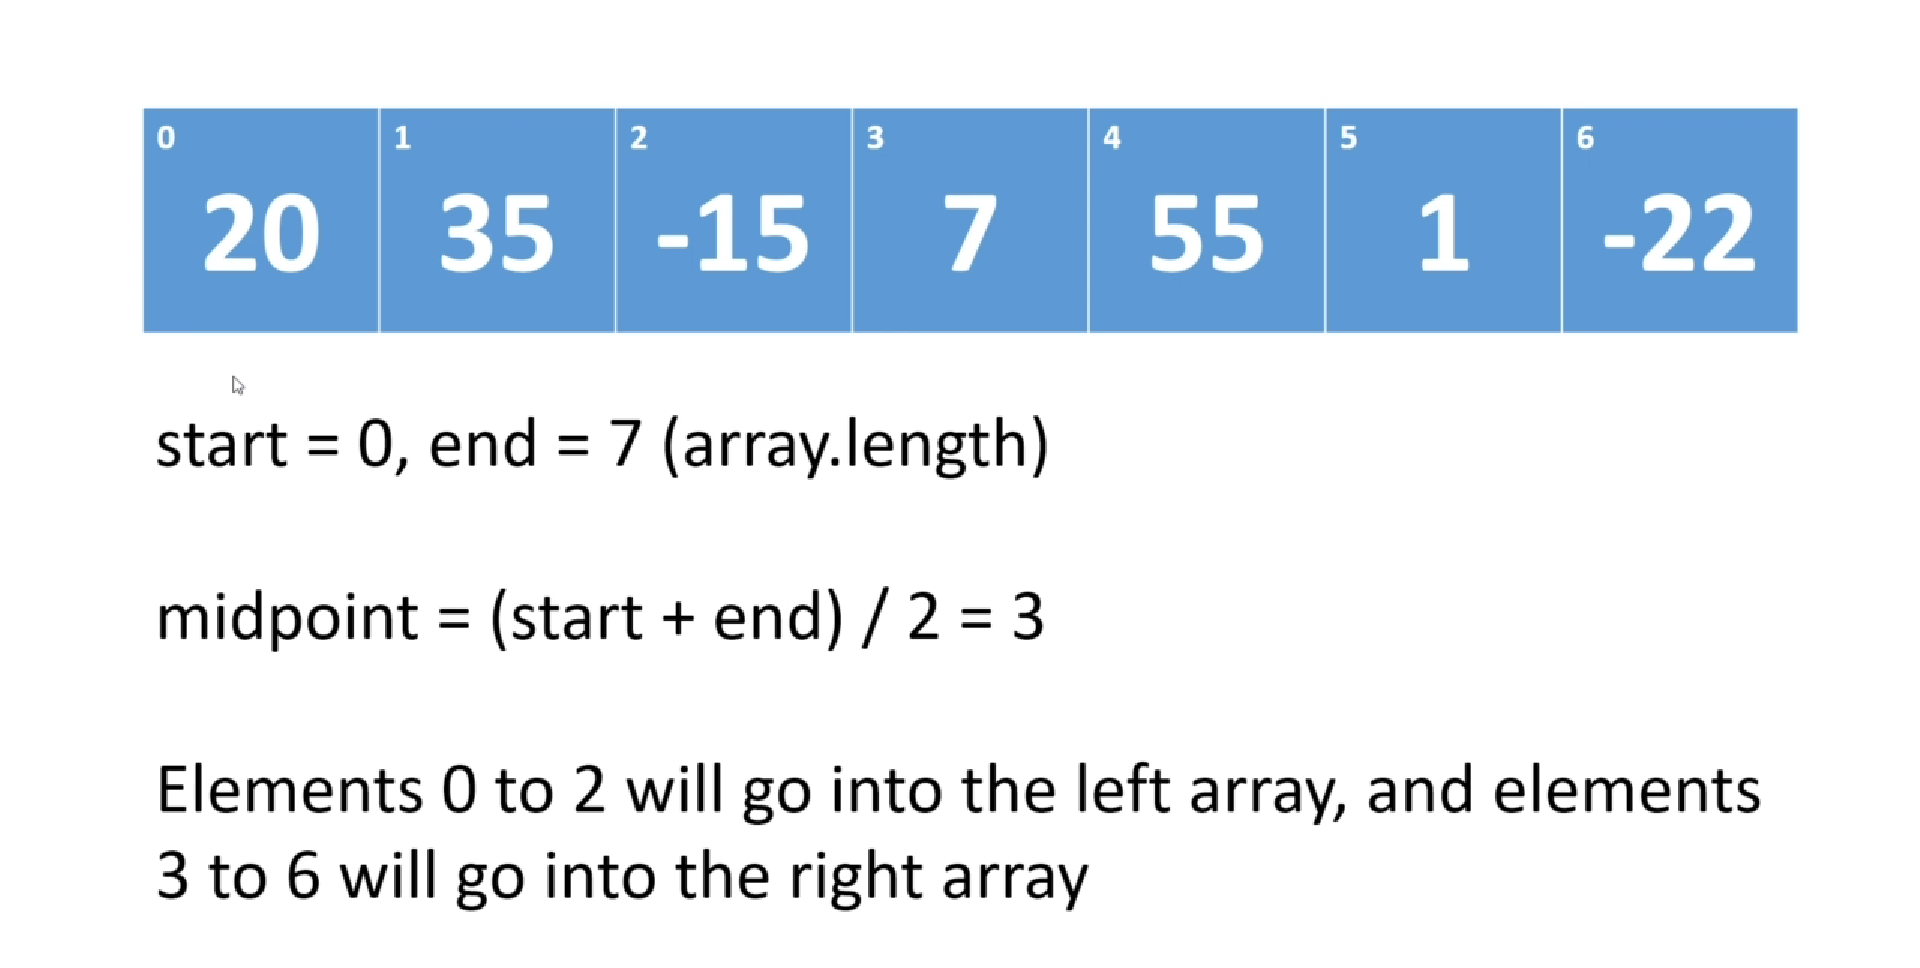 0 1 2 3 4 5 6
20 35 -15 7 55 1 -22
start = 0, end = 7 (array.length)
midpoint = (start + end) / 2 = 3
Elements 0 to 2 will go into the left array, and elements
3 to 6 will go into the right array